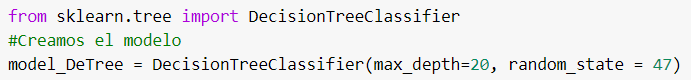 from sklearn.tree import DecisionTreeClassifier
#Creamos el modelo
model_DeTree = DecisionTreeClassifier(max_depth=20, random_state = 47)